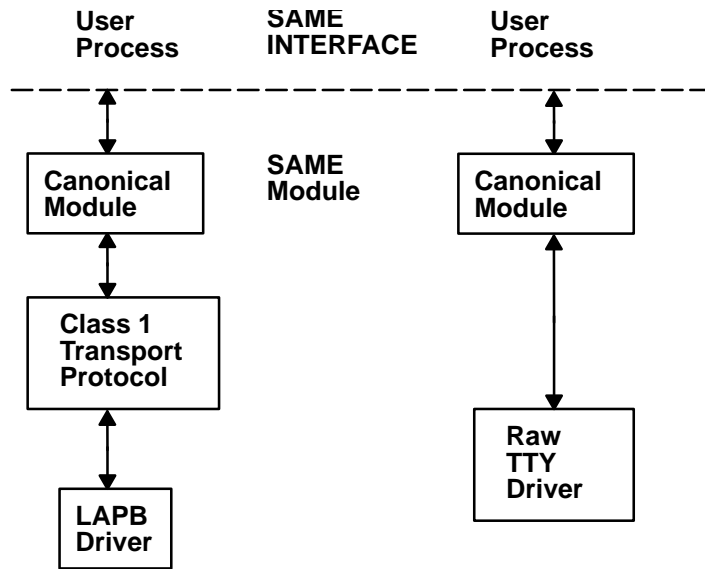 User
Process
SAME
INTERFACE
User
Process
Canonical
Module
SAME
Module
Canonical
Module
Class 1
Transport
Protocol
Raw
TTY
Driver
LAPB
Driver